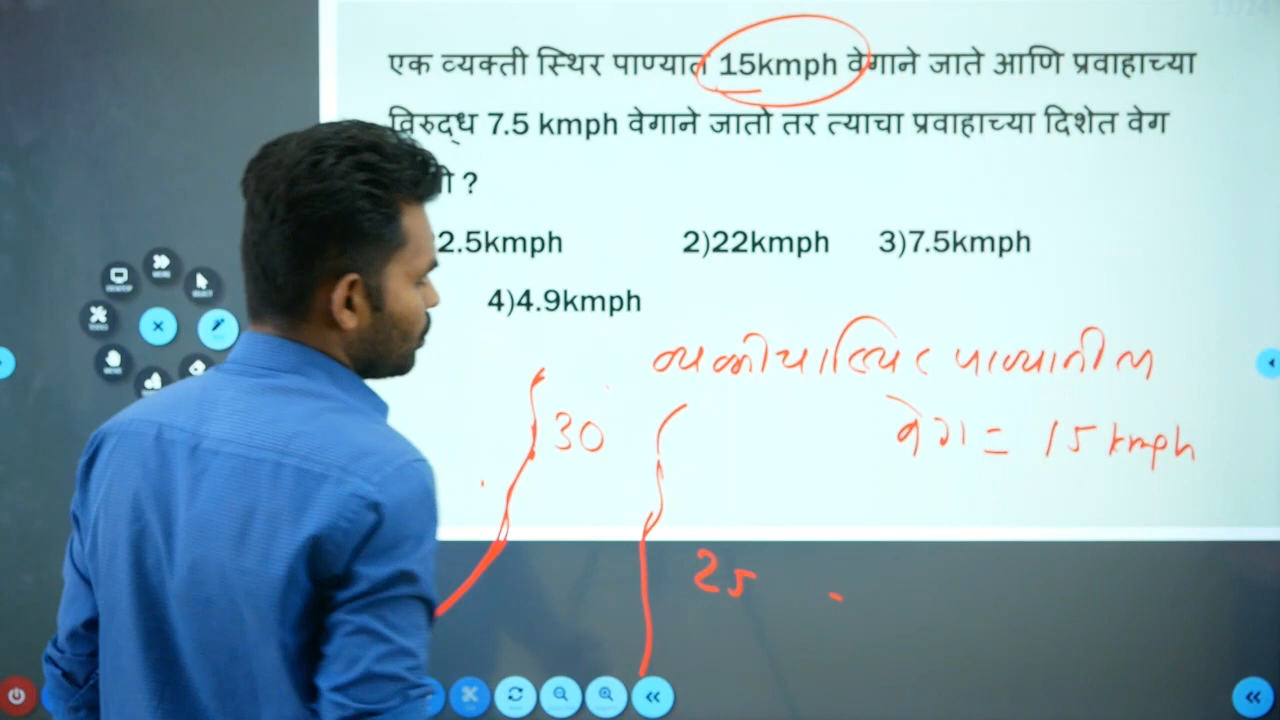 एक व्यक्ती स्थिर पाण्यात 15kmph वेगाने जाते आणि प्रवाहाच्या
विरुद्ध 7.5 kmph वेगाने जातो तर त्याचा प्रवाहाच्या दिशेत वेग
?
2.5kmph 2)22kmph 3)7.5kmph
4)4.9kmph
व्यक्तीचा स्थिर पाण्यातील
वेग = 15 kmph
30
25